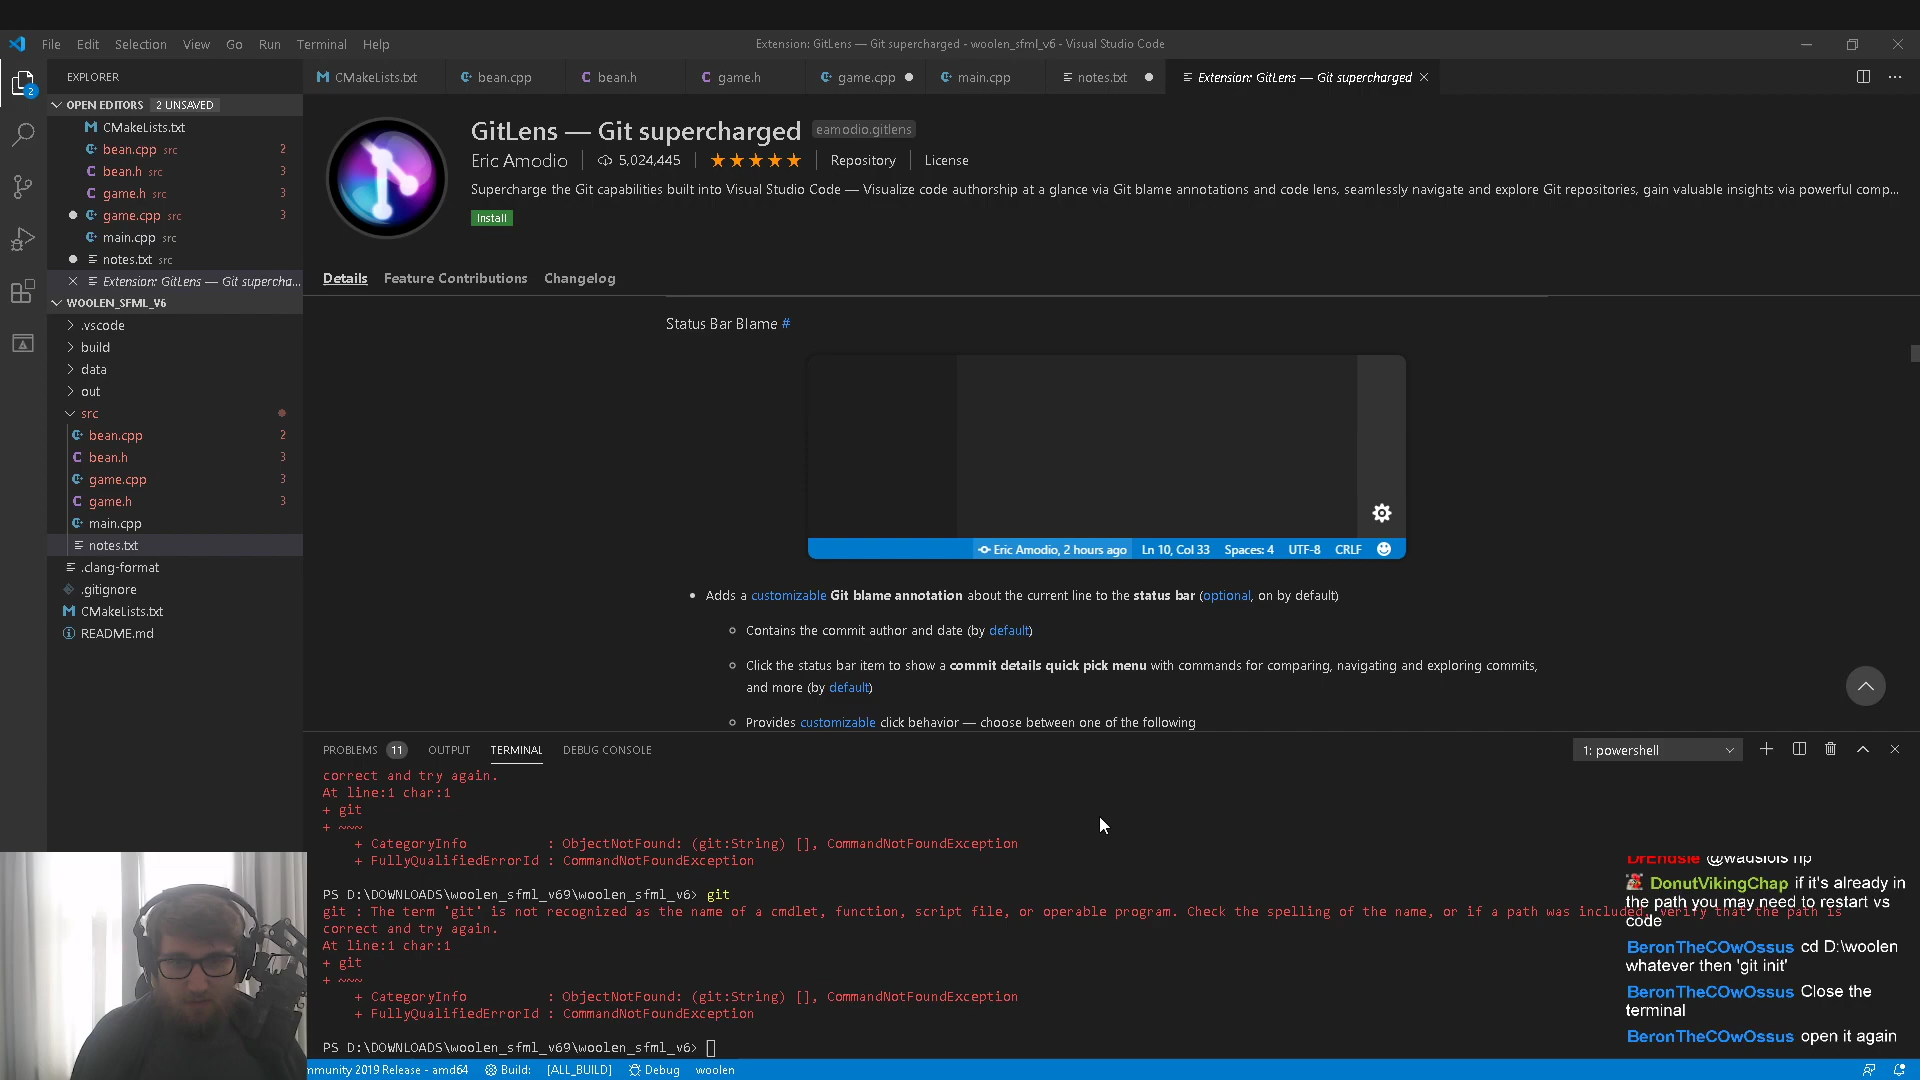 File Edit Selection View Go Run Terminal Help
Extension: GitLens — Git supercharged - woolen_sfml_v6 - Visual Studio Code
EXPLORER
CMakeLists.txt bean.cpp bean.h game.h game.cpp main.cpp notes.txt Extension: GitLens — Git supercharged
2
OPEN EDITORS 2 UNSAVED
CMakeLists.txt
bean.cpp src 2
bean.h src 3
game.h src 3
game.cpp src 3
main.cpp src
notes.txt src
Extension: GitLens — Git supercha...
WOOLEN_SFML_V6
.vscode
build
data
out
src
bean.cpp 2
bean.h 3
game.cpp 3
game.h 3
main.cpp
notes.txt
.clang-format
.gitignore
CMakeLists.txt
README.md
GitLens — Git supercharged eamodio.gitlens
Eric Amodio 5,024,445 Repository License
Supercharge the Git capabilities built into Visual Studio Code — Visualize code authorship at a glance via Git blame annotations and code lens, seamlessly navigate and explore Git repositories, gain valuable insights via powerful comp...
Install
Details Feature Contributions Changelog
Status Bar Blame #
Eric Amodio, 2 hours ago Ln 10, Col 33 Spaces: 4 UTF-8 CRLF
Adds a customizable Git blame annotation about the current line to the status bar (optional, on by default)
Contains the commit author and date (by default)
Click the status bar item to show a commit details quick pick menu with commands for comparing, navigating and exploring commits,
and more (by default)
Provides customizable click behavior — choose between one of the following
PROBLEMS 11 OUTPUT TERMINAL DEBUG CONSOLE
1: powershell
correct and try again.
At line:1 char:1
+ git
+ ~~~
+ CategoryInfo : ObjectNotFound: (git:String) [], CommandNotFoundException
+ FullyQualifiedErrorId : CommandNotFoundException
PS D:\DOWNLOADS\woolen_sfml_v69\woolen_sfml_v6> git
git : The term 'git' is not recognized as the name of a cmdlet, function, script file, or operable program. Check the spelling of the name, or if a path was included, verify that the path is
correct and try again.
At line:1 char:1
+ git
+ ~~~
+ CategoryInfo : ObjectNotFound: (git:String) [], CommandNotFoundException
+ FullyQualifiedErrorId : CommandNotFoundException
PS D:\DOWNLOADS\woolen_sfml_v69\woolen_sfml_v6>
DonutVikingChap if it's already in
the path you may need to restart vs
code
BeronTheCOwOssus cd D:\woolen
whatever then 'git init'
BeronTheCOwOssus Close the
terminal
BeronTheCOwOssus open it again
mmunity 2019 Release - amd64 Build: [ALL_BUILD] Debug woolen